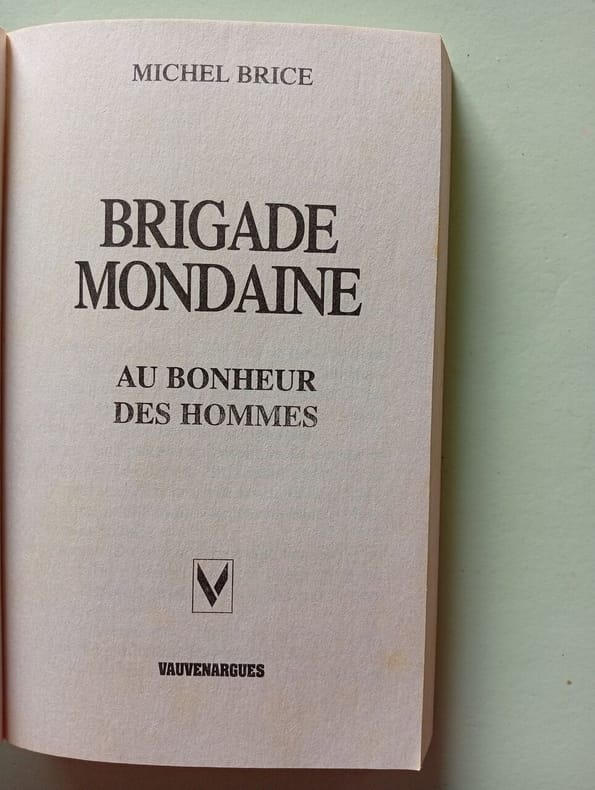 MICHEL BRICE
BRIGADE
MONDAINE
AU BONHEUR
DES HOMMES
VAUVENARGUES